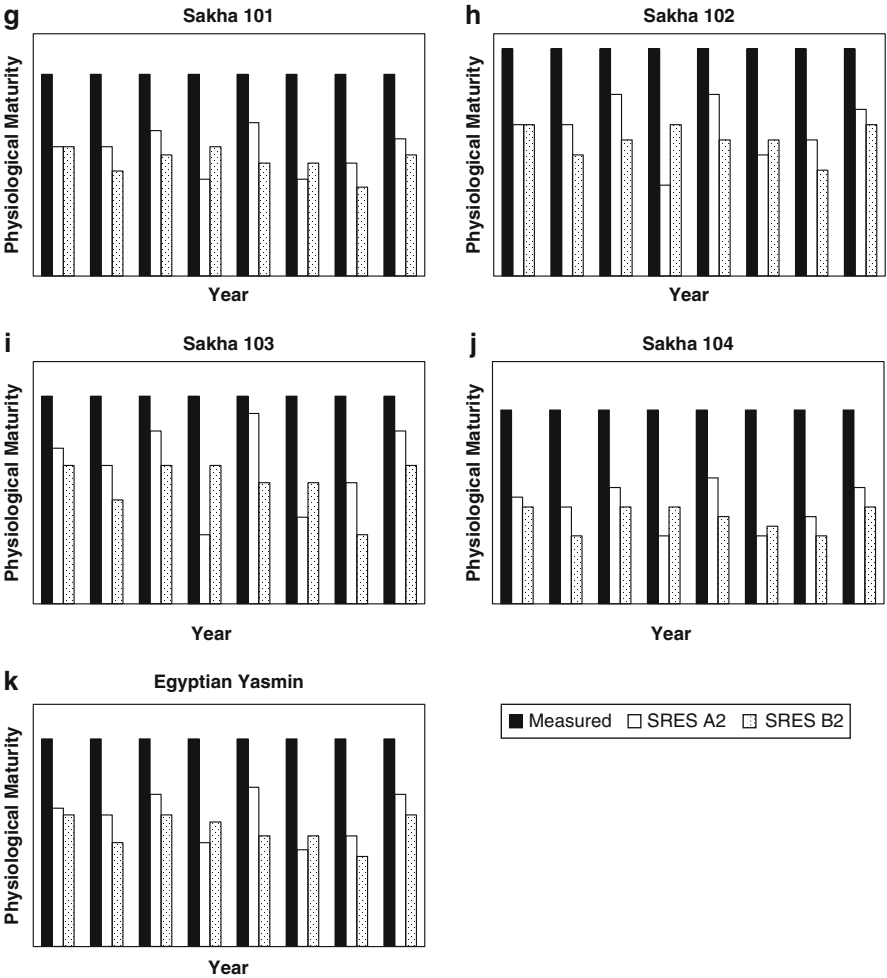 g
Sakha 101
Physiological Maturity
Year
h
Sakha 102
Physiological Maturity
Year
i
Sakha 103
Physiological Maturity
Year
j
Sakha 104
Physiological Maturity
Year
k
Egyptian Yasmin
Physiological Maturity
Year
Measured SRES A2 SRES B2